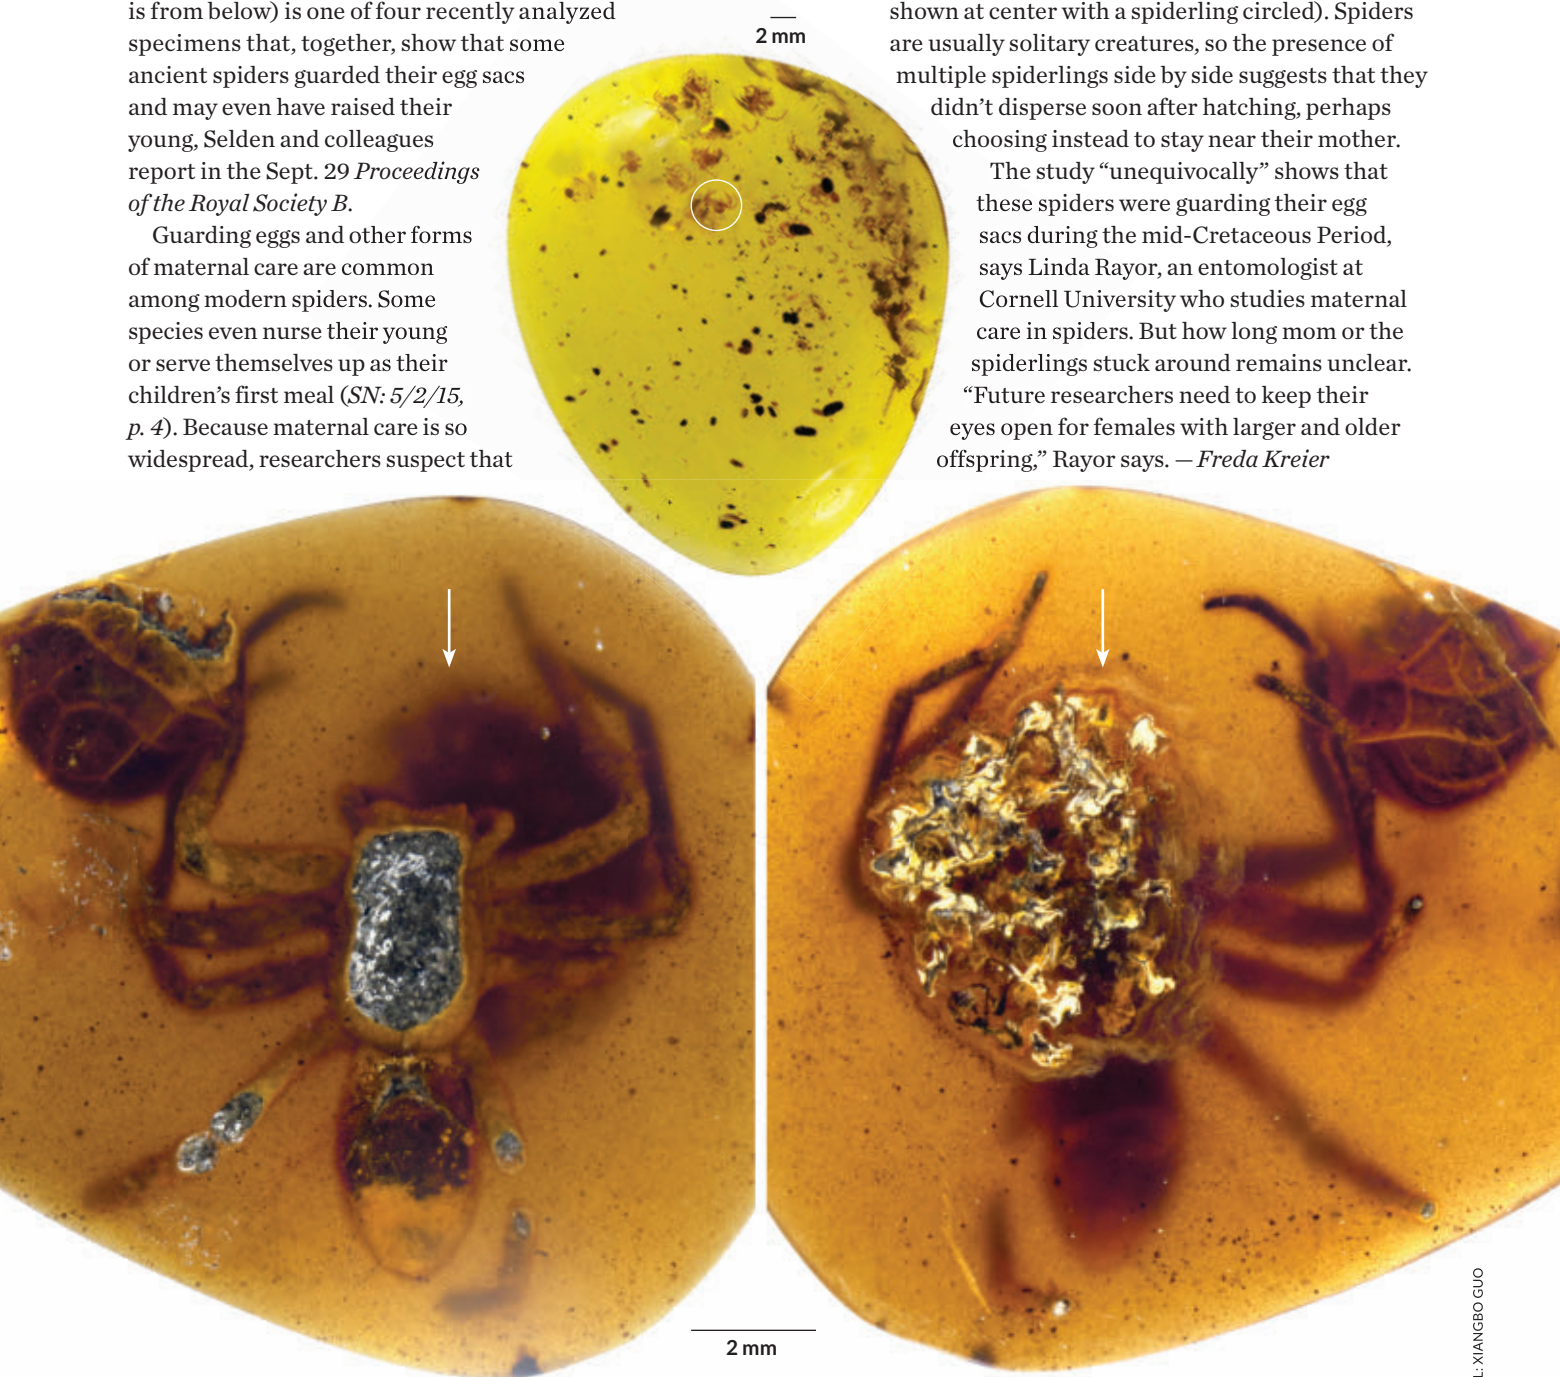 is from below) is one of four recently analyzed
specimens that, together, show that some
ancient spiders guarded their egg sacs
and may even have raised their
young, Selden and colleagues
report in the Sept. 29 Proceedings
of the Royal Society B.
Guarding eggs and other forms
of maternal care are common
among modern spiders. Some
species even nurse their young
or serve themselves up as their
children’s first meal (SN: 5/2/15,
p. 4). Because maternal care is so
widespread, researchers suspect that
2 mm
shown at center with a spiderling circled). Spiders
are usually solitary creatures, so the presence of
multiple spiderlings side by side suggests that they
didn’t disperse soon after hatching, perhaps
choosing instead to stay near their mother.
The study “unequivocally” shows that
these spiders were guarding their egg
sacs during the mid-Cretaceous Period,
says Linda Rayor, an entomologist at
Cornell University who studies maternal
care in spiders. But how long mom or the
spiderlings stuck around remains unclear.
“Future researchers need to keep their
eyes open for females with larger and older
offspring,” Rayor says. — Freda Kreier
2 mm
L: XIANGBO GUO